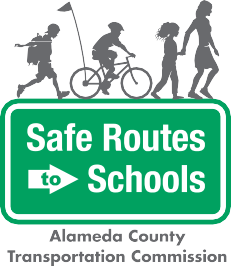 Safe Routes
to Schools
Alameda County
Transportation Commission